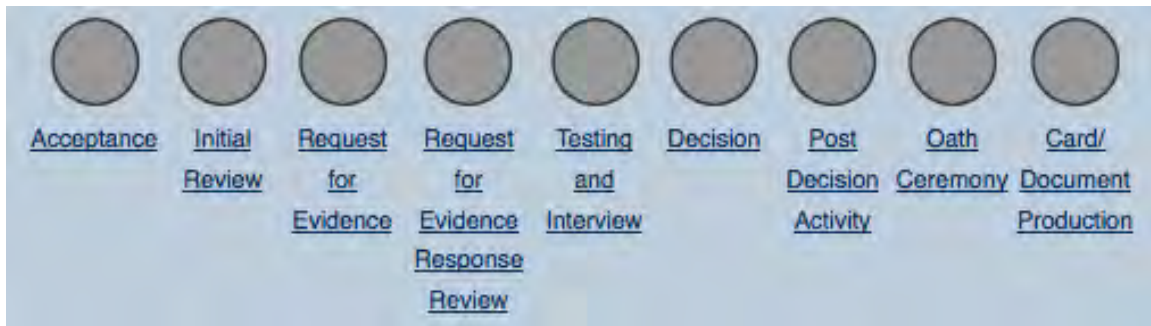 Acceptance
Initial
Review
Request
for
Evidence
Request
for
Evidence
Response
Review
Testing
and
Interview
Decision
Post
Decision
Activity
Oath
Ceremony
Card/
Document
Production